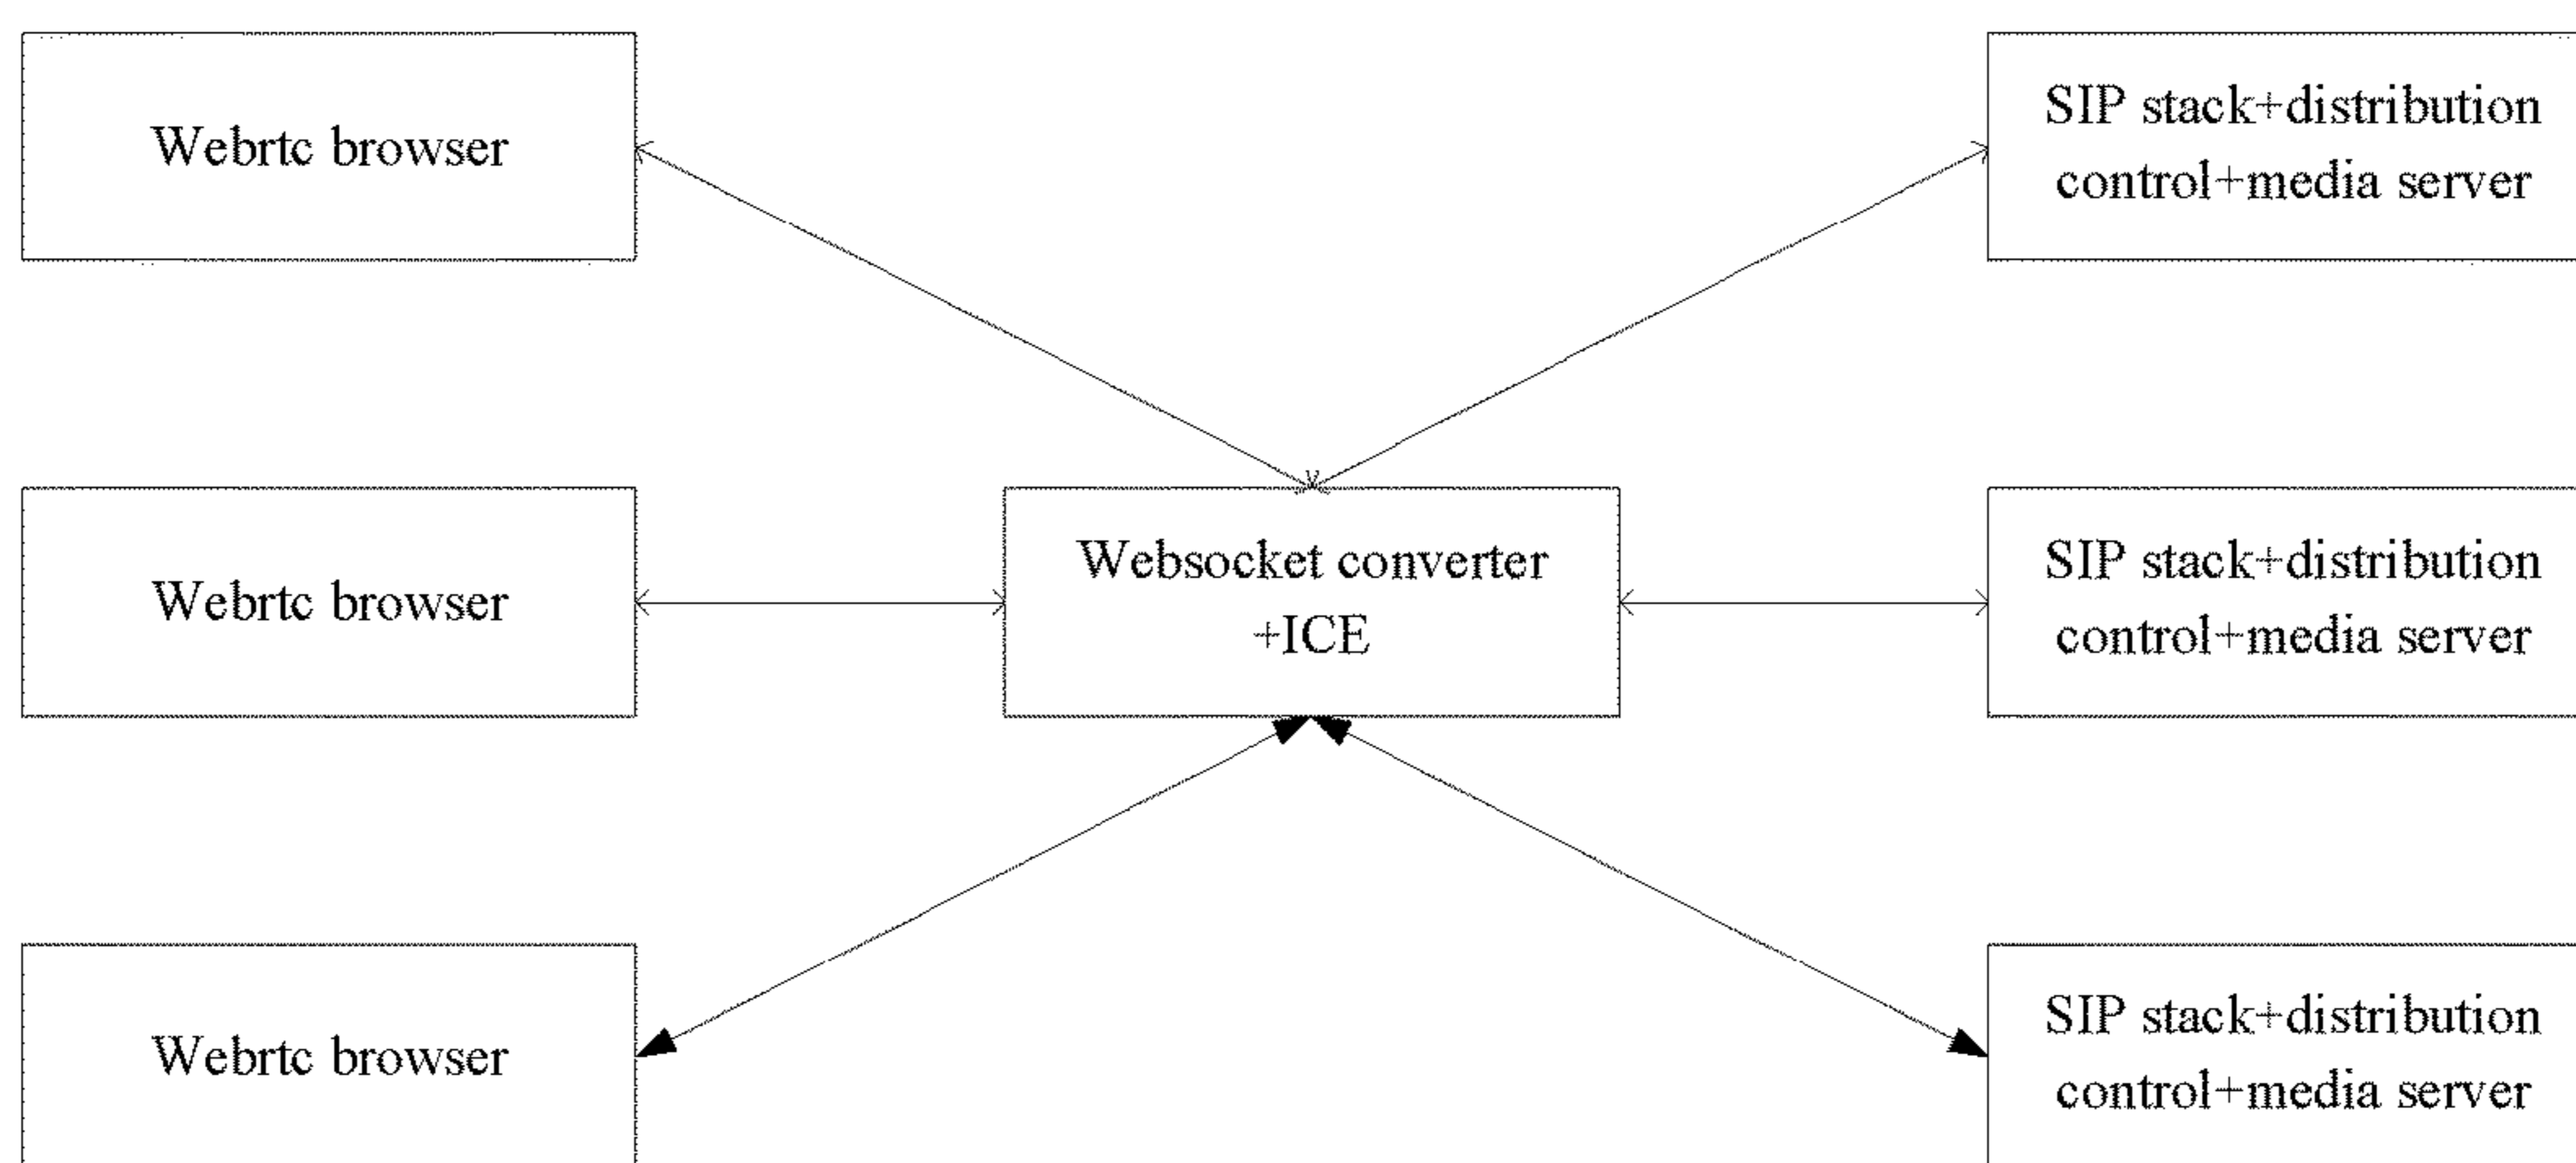 Webrtc browser
SIP stack+distribution
control+media server
Webrtc browser
Websocket converter
+ICE
SIP stack+distribution
control+media server
Webrtc browser
SIP stack+distribution
control+media server